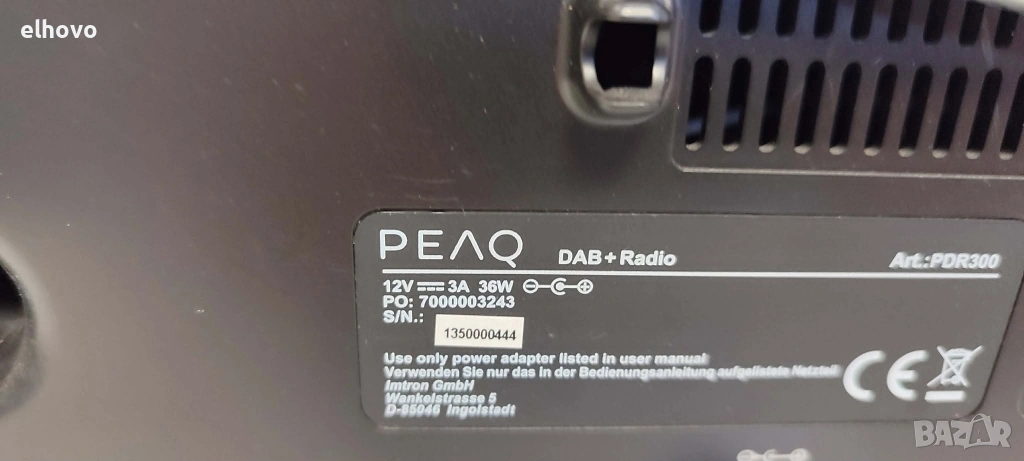 elhovo
PEAQ DAB+Radio Art.:PDR300
12V 3A 36W
PO: 7000003243
S/N.:
1350000444
Use only power adapter listed in user manual
Verwenden Sie nur das in der Bedienungsanleitung aufgelistete Netzteil
Imtron GmbH
Wankelstrasse 5
D-85046 Ingolstadt
CE
BAZAR